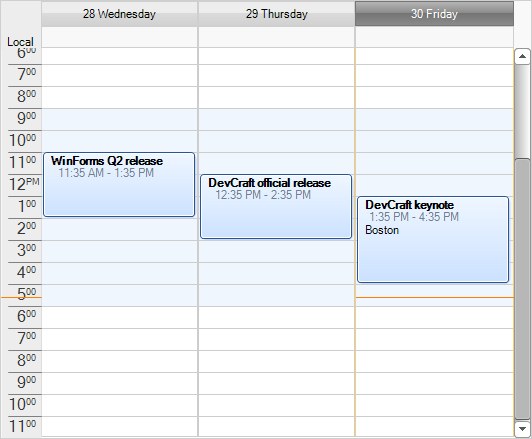 28 Wednesday
29 Thursday
30 Friday
Local
6 00
7 00
8 00
9 00
10 00
11 00
12 PM
1 00
2 00
3 00
4 00
5 00
6 00
7 00
8 00
9 00
10 00
11 00
WinForms Q2 release
11:35 AM - 1:35 PM
DevCraft official release
12:35 PM - 2:35 PM
DevCraft keynote
1:35 PM - 4:35 PM
Boston